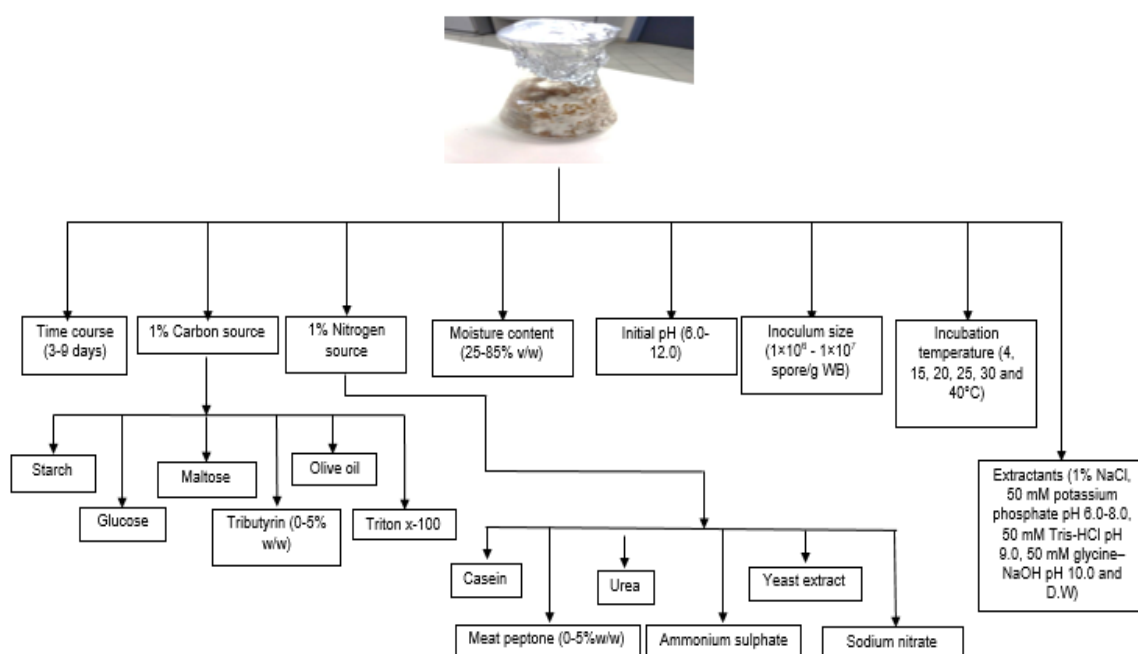 Time course
(3-9 days)
1% Carbon source
1% Nitrogen
source
Moisture content
(25-85% v/w)
Initial pH (6.0-
12.0)
Inoculum size
(1×10⁶ - 1×10⁷
spore/g WB)
Incubation
temperature (4,
15, 20, 25, 30 and
40°C)
Extractants (1% NaCl,
50 mM potassium
phosphate pH 6.0-8.0,
50 mM Tris-HCl pH
9.0, 50 mM glycine–
NaOH pH 10.0 and
D.W)
Starch
Glucose
Maltose
Tributyrin (0-5%
w/w)
Olive oil
Triton x-100
Casein
Meat peptone (0-5%w/w)
Urea
Ammonium sulphate
Yeast extract
Sodium nitrate